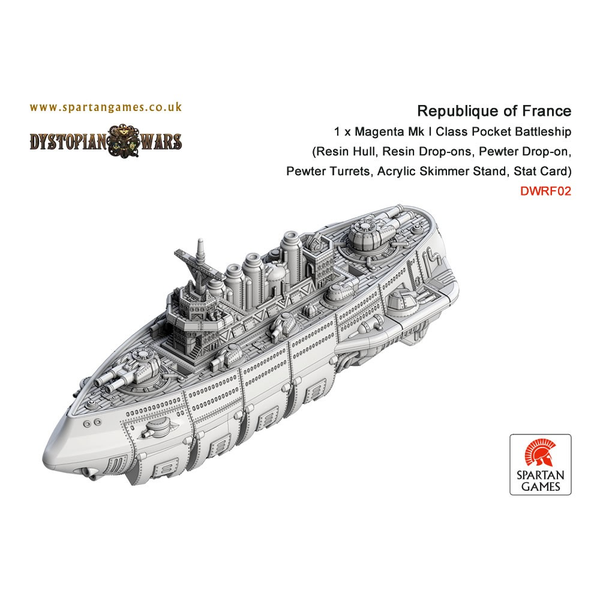 www.spartangames.co.uk
DYSTOPIAN WARS
Republique of France
1 x Magenta Mk I Class Pocket Battleship
(Resin Hull, Resin Drop-ons, Pewter Drop-on,
Pewter Turrets, Acrylic Skimmer Stand, Stat Card)
DWRF02
SPARTAN
GAMES